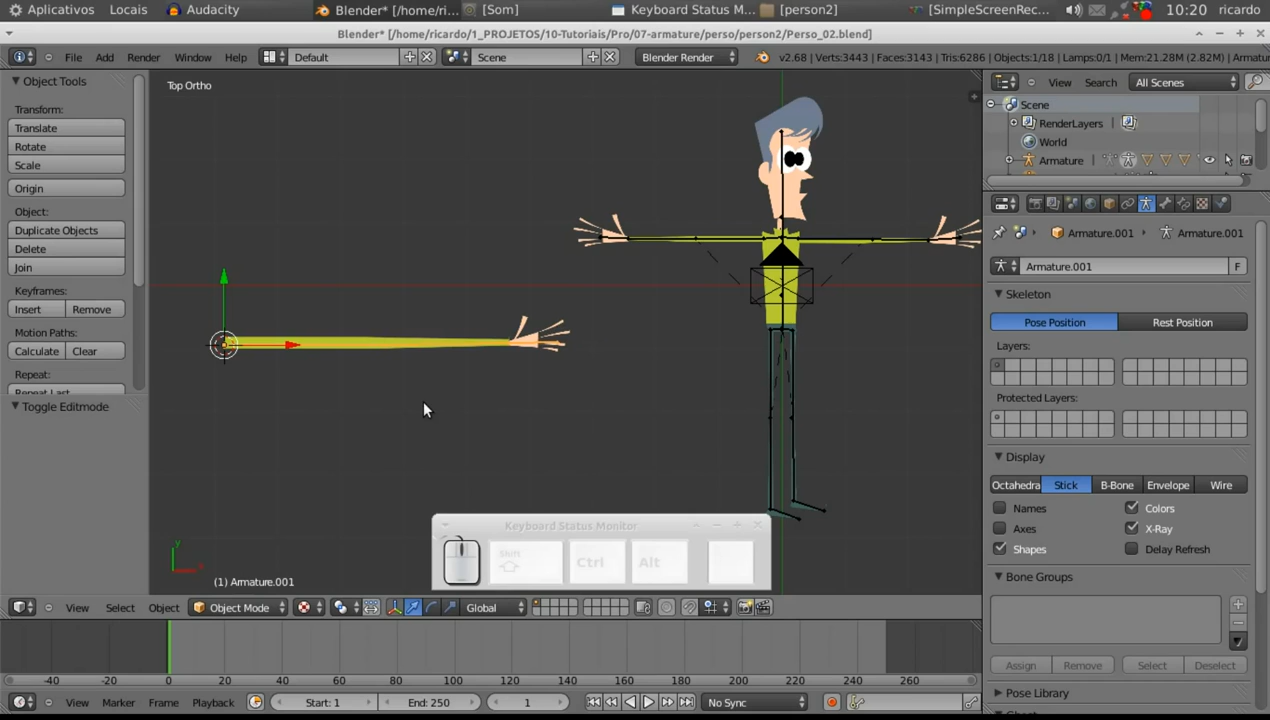 Aplicativos Locais Audacity Blender* [/home/ri... [Som] Keyboard Status M... [person2] [SimpleScreenRec... 10:20 ricardo
Blender* [/home/ricardo/1_PROJETOS/10-Tutoriais/Pro/07-armature/perso/person2/Perso_02.blend]
File Add Render Window Help Default Scene Blender Render v2.68 | Verts:3443 | Faces:3143 | Tris:6286 | Objects:1/18 | Lamps:0/1 | Mem:21.28M (2.82M) | Armatur
Object Tools
Transform:
Translate
Rotate
Scale
Origin
Object:
Duplicate Objects
Delete
Join
Keyframes:
Insert Remove
Motion Paths:
Calculate Clear
Repeat:
Toggle Editmode
Top Ortho
y
(1) Armature.001
Keyboard Status Monitor
Shift
Ctrl
Alt
View Search All Scenes
Scene
RenderLayers |
World
Armature
Armature.001 Armature.001
Armature.001 F
Skeleton
Pose Position Rest Position
Layers:
Protected Layers:
Display
Octahedra Stick B-Bone Envelope Wire
Names Colors
Axes X-Ray
Shapes Delay Refresh
Bone Groups
Assign Remove Select Deselect
Pose Library
View Select Object Object Mode Global
-40 -20 0 20 40 60 80 100 120 140 160 180 200 220 240 260
View Marker Frame Playback Start: 1 End: 250 1 No Sync